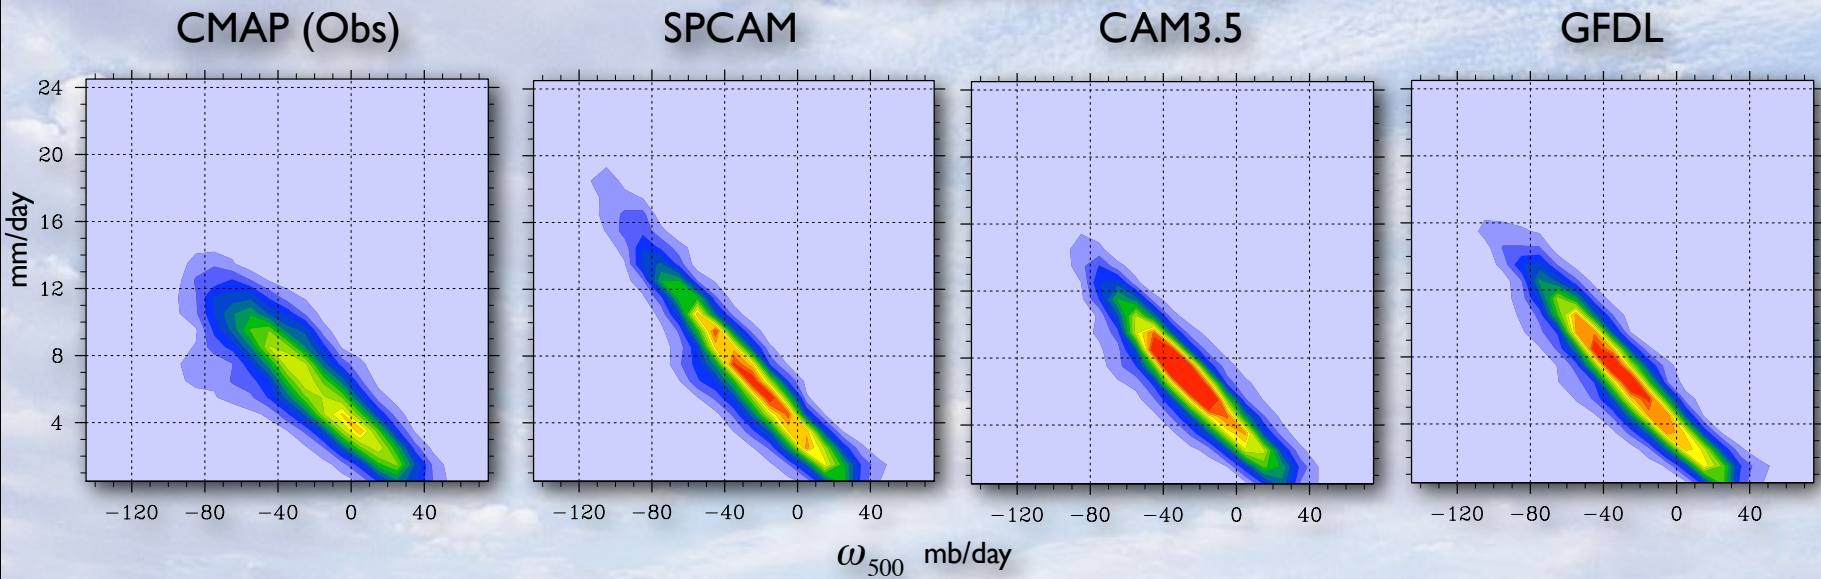 CMAP (Obs) SPCAM CAM3.5 GFDL
24
20
16
12
8
4
mm/day
−120 −80 −40 0 40 −120 −80 −40 0 40 −120 −80 −40 0 40 −120 −80 −40 0 40
ω500 mb/day